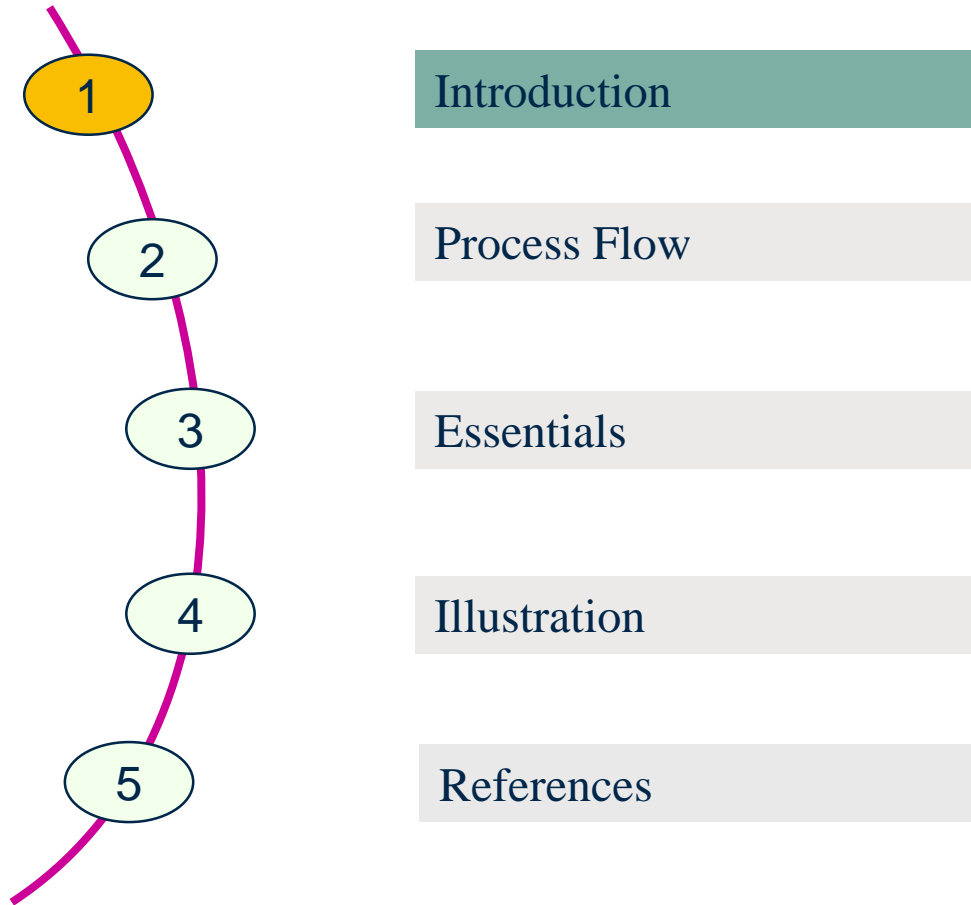 1 Introduction
2 Process Flow
3 Essentials
4 Illustration
5 References